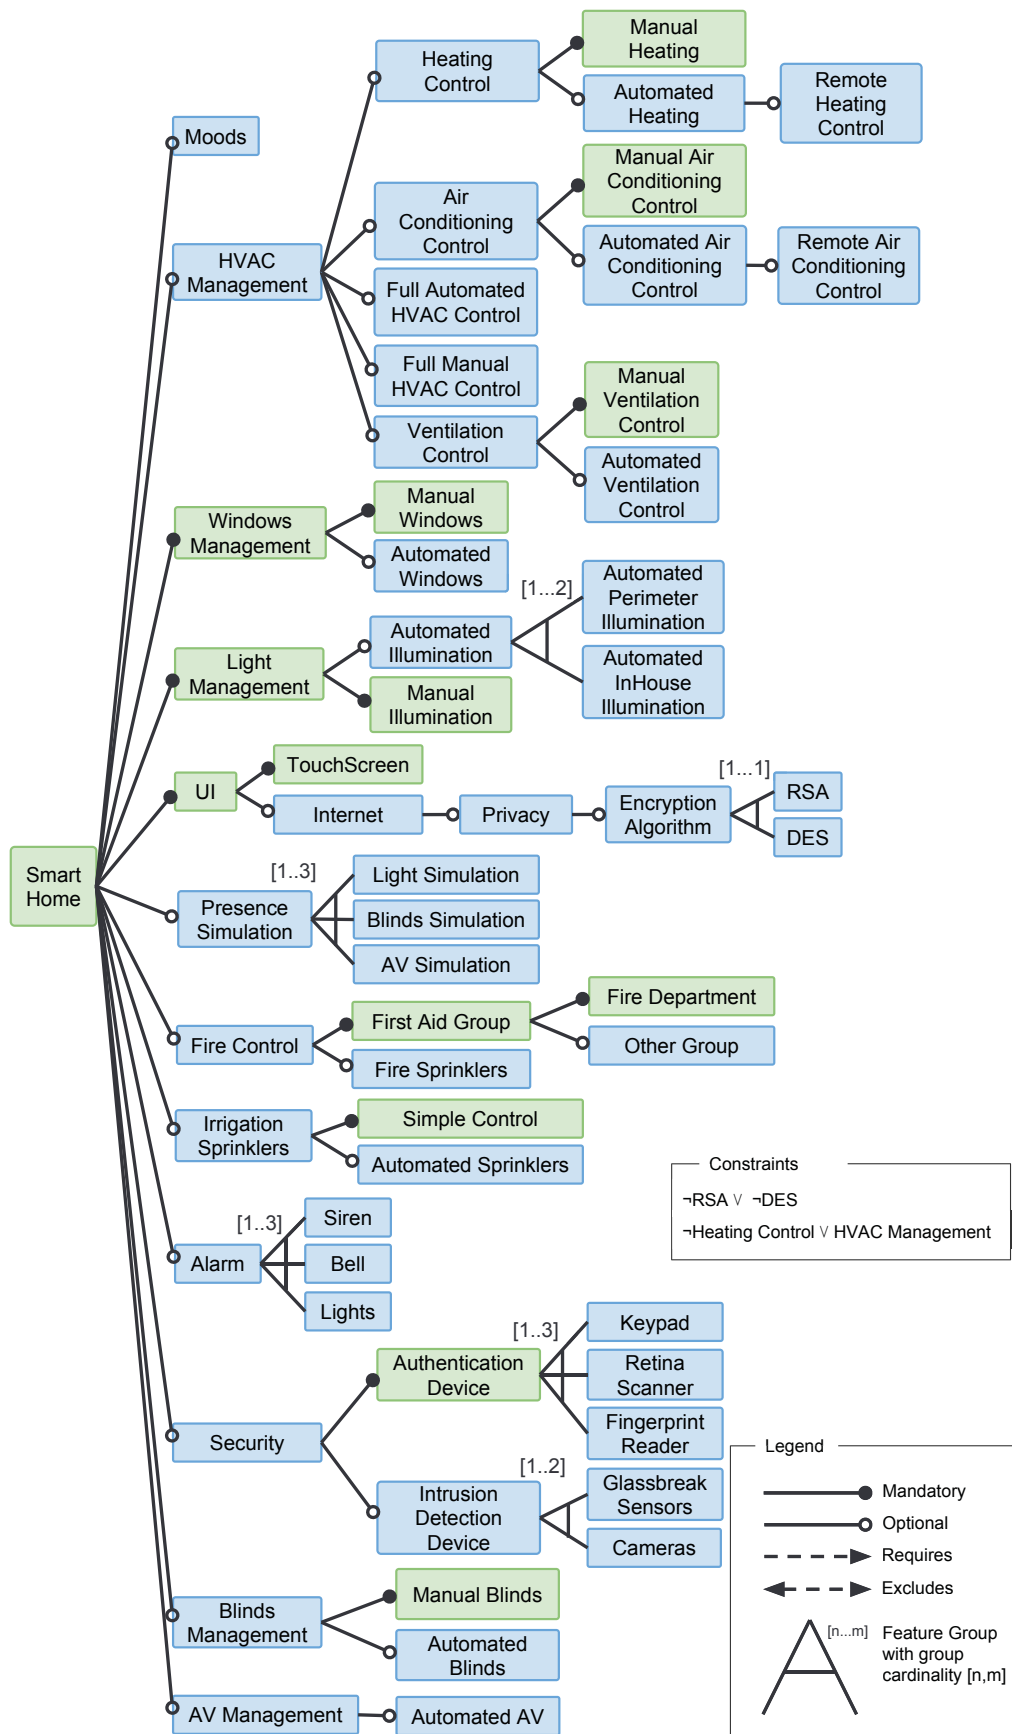 Manual
Heating
Heating
Control
Automated
Heating
Remote
Heating
Control
Moods
Manual Air
Conditioning
Control
Air
Conditioning
Control
Automated Air
Conditioning
Control
Remote Air
Conditioning
Control
HVAC
Management
Full Automated
HVAC Control
Full Manual
HVAC Control
Manual
Ventilation
Control
Ventilation
Control
Automated
Ventilation
Control
Windows
Management
Manual
Windows
Automated
Windows
[1...2]
Automated
Perimeter
Illumination
Light
Management
Automated
Illumination
Manual
Illumination
Automated
InHouse
Illumination
UI
TouchScreen
Internet
Privacy
Encryption
Algorithm
[1...1]
RSA
DES
Smart
Home
[1..3]
Presence
Simulation
Light Simulation
Blinds Simulation
AV Simulation
Fire Control
First Aid Group
Fire Sprinklers
Fire Department
Other Group
Irrigation
Sprinklers
Simple Control
Automated Sprinklers
Constraints
¬RSA ∨ ¬DES
¬Heating Control ∨ HVAC Management
[1..3]
Alarm
Siren
Bell
Lights
Security
Authentication
Device
[1..3]
Keypad
Retina
Scanner
Fingerprint
Reader
Intrusion
Detection
Device
[1..2]
Glassbreak
Sensors
Cameras
Blinds
Management
Manual Blinds
Automated
Blinds
AV Management
Automated AV
Legend
Mandatory
Optional
Requires
Excludes
[n...m]
Feature Group
with group
cardinality [n,m]